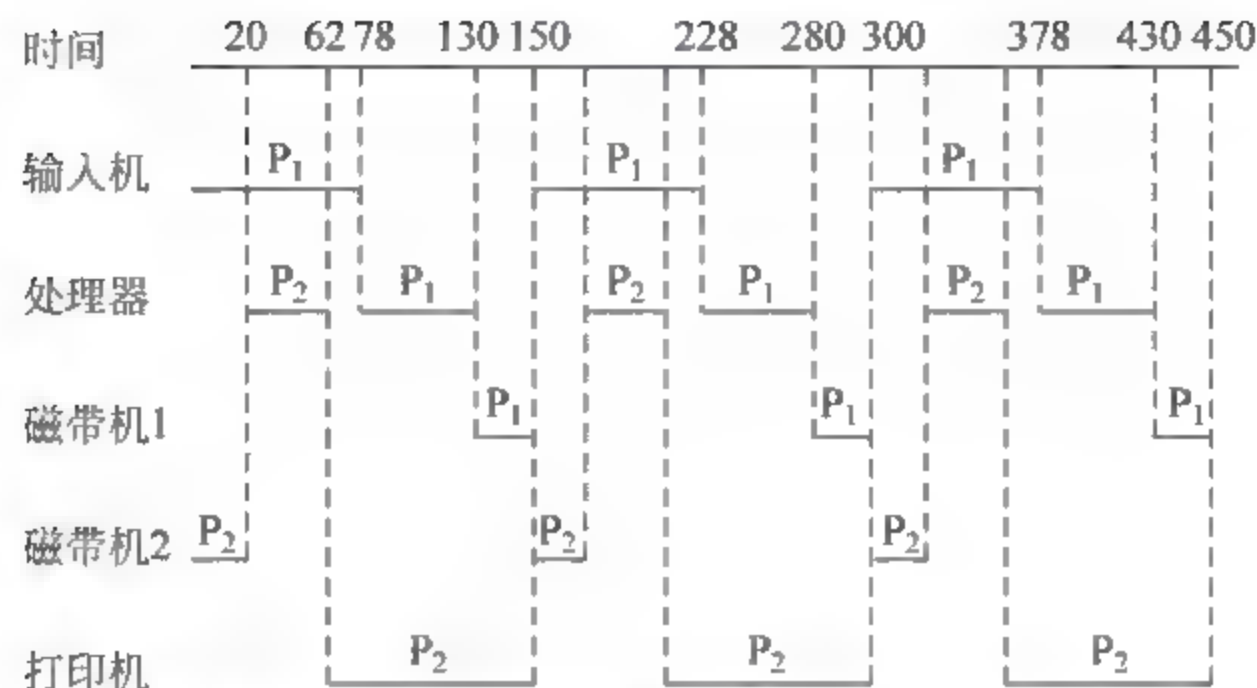 时间 20 62 78 130 150 228 280 300 378 430 450
输入机 P₁ P₁ P₁
处理器 P₂ P₁ P₂ P₁ P₂ P₁
磁带机1 P₁ P₁ P₁
磁带机2 P₂ P₂ P₂
打印机 P₂ P₂ P₂